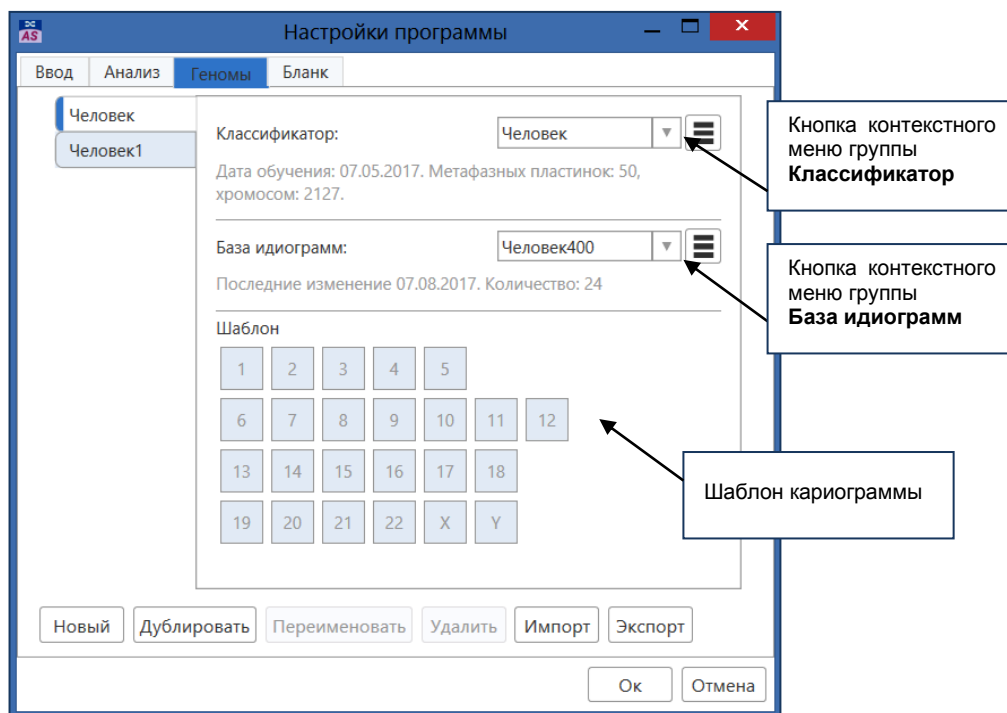 AS
Настройки программы
Ввод Анализ Геномы Бланк
Человек
Человек1
Классификатор: Человек
Дата обучения: 07.05.2017. Метафазных пластинок: 50,
хромосом: 2127.
База идиограмм: Человек400
Последние изменение 07.08.2017. Количество: 24
Шаблон
1 2 3 4 5
6 7 8 9 10 11 12
13 14 15 16 17 18
19 20 21 22 X Y
Новый Дублировать Переименовать Удалить Импорт Экспорт
Ок Отмена
Кнопка контекстного
меню группы
Классификатор
Кнопка контекстного
меню группы
База идиограмм
Шаблон кариограммы